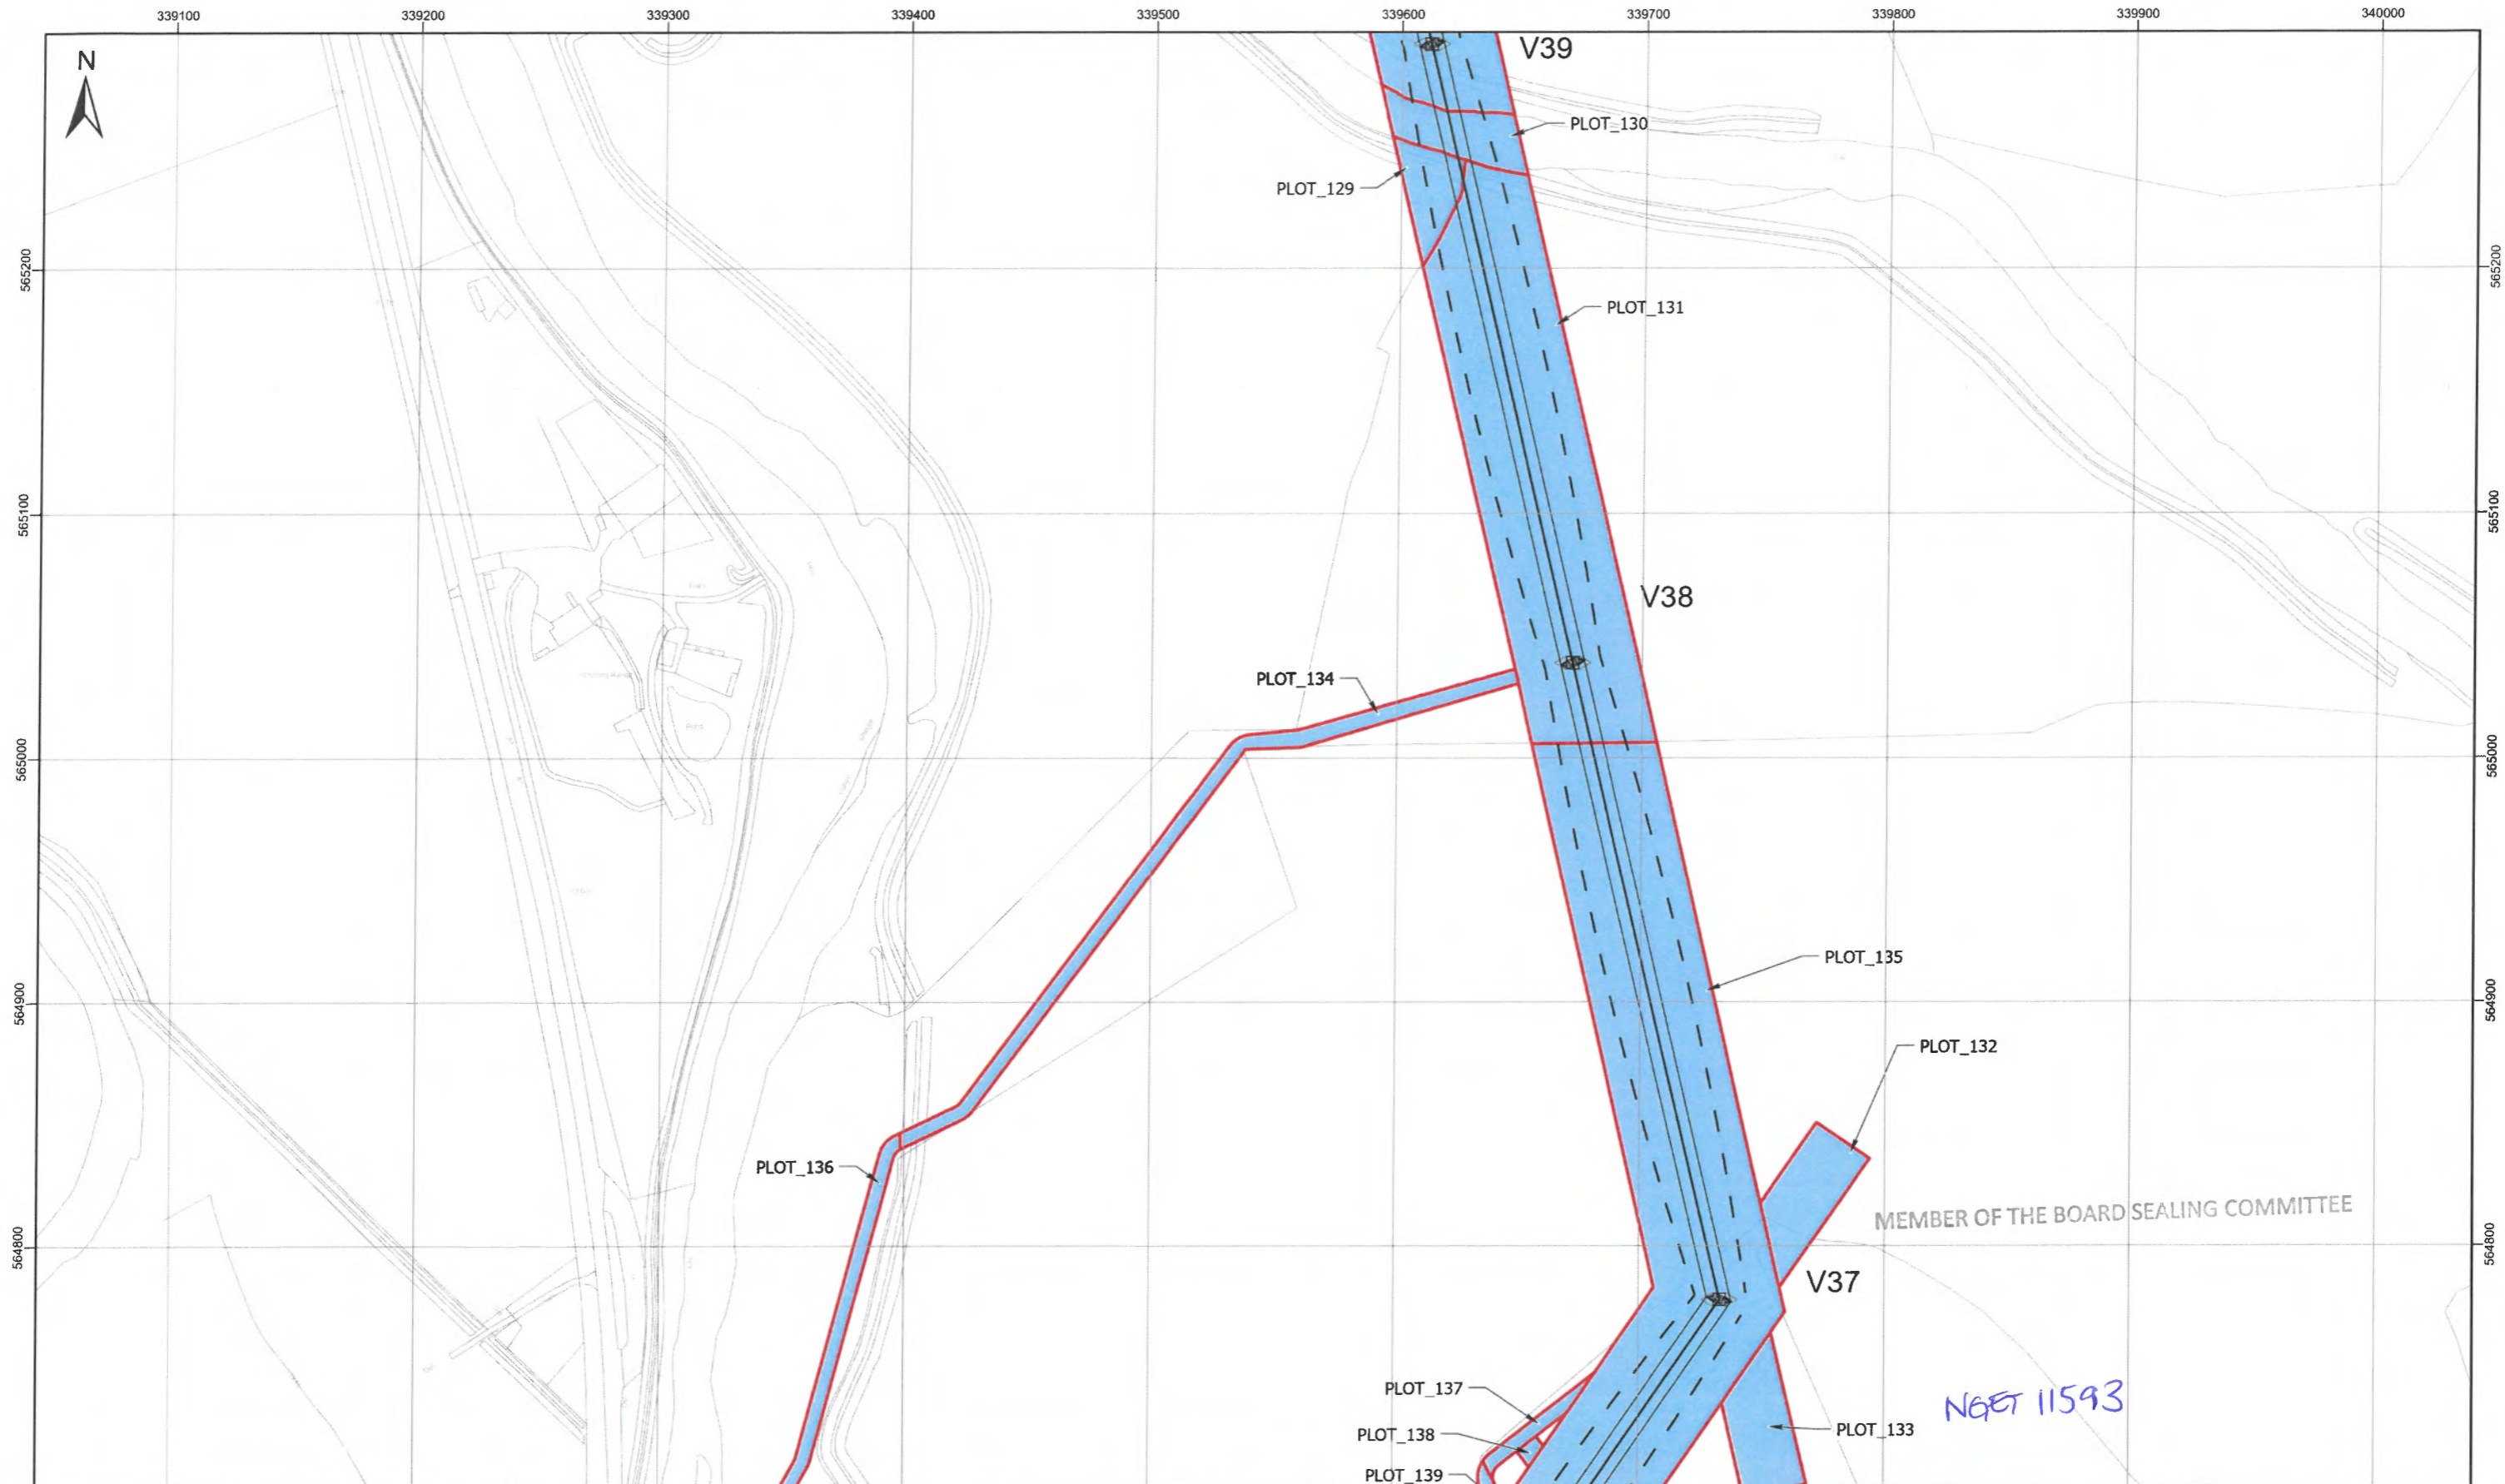 339100 339200 339300 339400 339500 339600 339700 339800 339900 340000
N
V39
PLOT_130
PLOT_129
565200 565200
PLOT_131
565100 565100
V38
PLOT_134
Pond
565000 565000
PLOT_135
564900 564900
PLOT_132
PLOT_136
MEMBER OF THE BOARD SEALING COMMITTEE
564800 564800
V37
PLOT_137
NGET 11593
PLOT_138
PLOT_133
PLOT_139